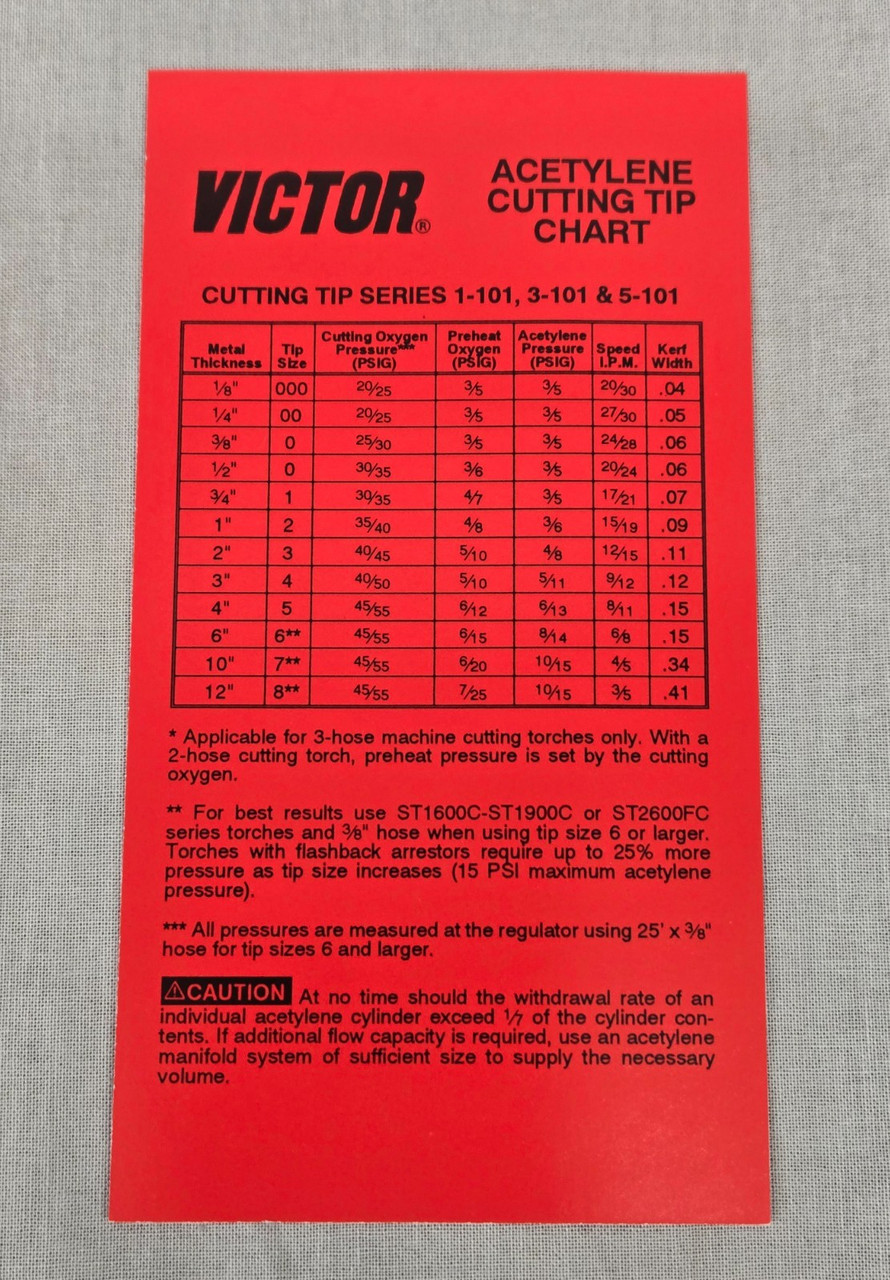 VICTOR®
ACETYLENE
CUTTING TIP
CHART
CUTTING TIP SERIES 1-101, 3-101 & 5-101
Metal Thickness Tip Size Cutting Oxygen Pressure*** (PSIG) Preheat Oxygen (PSIG) Acetylene Pressure (PSIG) Speed I.P.M. Kerf Width
1/8" 000 20/25 3/5 3/5 20/30 .04
1/4" 00 20/25 3/5 3/5 27/30 .05
3/8" 0 25/30 3/5 3/5 24/28 .06
1/2" 0 30/35 3/6 3/5 20/24 .06
3/4" 1 30/35 4/7 3/5 17/21 .07
1" 2 35/40 4/8 3/6 15/19 .09
2" 3 40/45 5/10 4/8 12/15 .11
3" 4 40/50 5/10 5/11 9/12 .12
4" 5 45/55 6/12 6/13 8/11 .15
6" 6** 45/55 6/15 8/14 6/8 .15
10" 7** 45/55 6/20 10/15 4/5 .34
12" 8** 45/55 7/25 10/15 3/5 .41
* Applicable for 3-hose machine cutting torches only. With a
2-hose cutting torch, preheat pressure is set by the cutting
oxygen.
** For best results use ST1600C-ST1900C or ST2600FC
series torches and 3/8" hose when using tip size 6 or larger.
Torches with flashback arrestors require up to 25% more
pressure as tip size increases (15 PSI maximum acetylene
pressure).
*** All pressures are measured at the regulator using 25' x 3/8"
hose for tip sizes 6 and larger.
⚠CAUTION At no time should the withdrawal rate of an
individual acetylene cylinder exceed 1/7 of the cylinder con-
tents. If additional flow capacity is required, use an acetylene
manifold system of sufficient size to supply the necessary
volume.